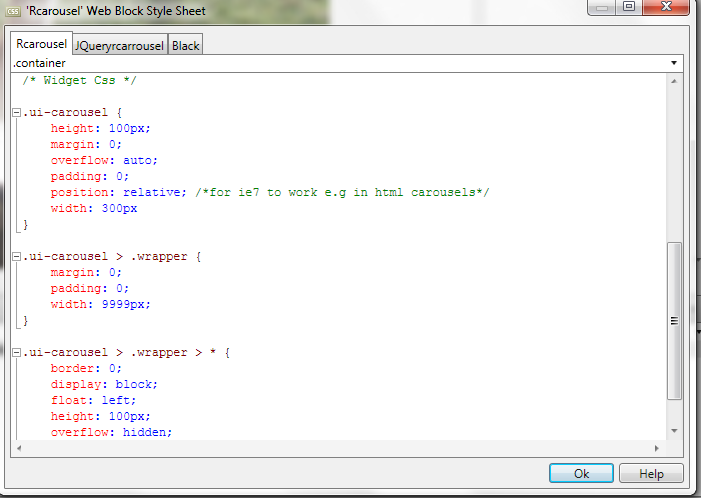 CSS 'Rcarousel' Web Block Style Sheet
Rcarousel JQueryrcarrousel Black
.container
/* Widget Css */
.ui-carousel {
height: 100px;
margin: 0;
overflow: auto;
padding: 0;
position: relative; /*for ie7 to work e.g in html carousels*/
width: 300px
}
.ui-carousel > .wrapper {
margin: 0;
padding: 0;
width: 9999px;
}
.ui-carousel > .wrapper > * {
border: 0;
display: block;
float: left;
height: 100px;
overflow: hidden;
Ok Help